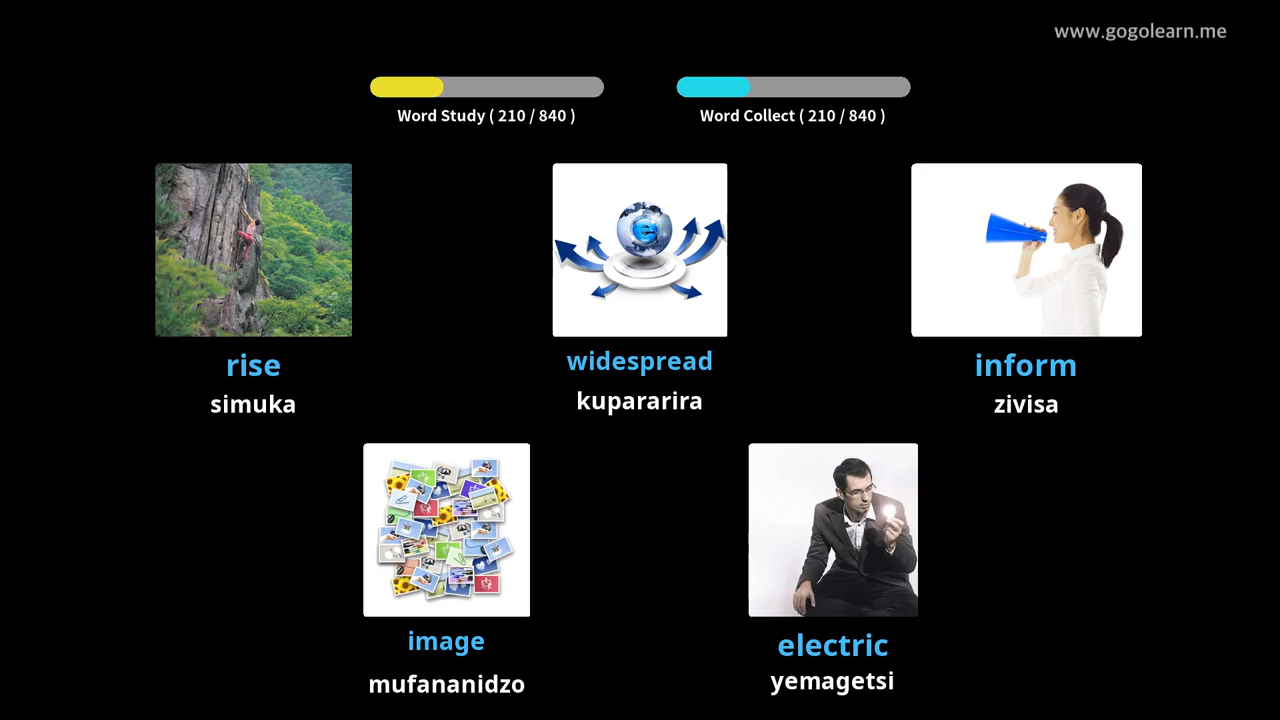 www.gogolearn.me
Word Study ( 210 / 840 )
Word Collect ( 210 / 840 )
rise
simuka
widespread
kupararira
inform
zivisa
image
mufananidzo
electric
yemagetsi